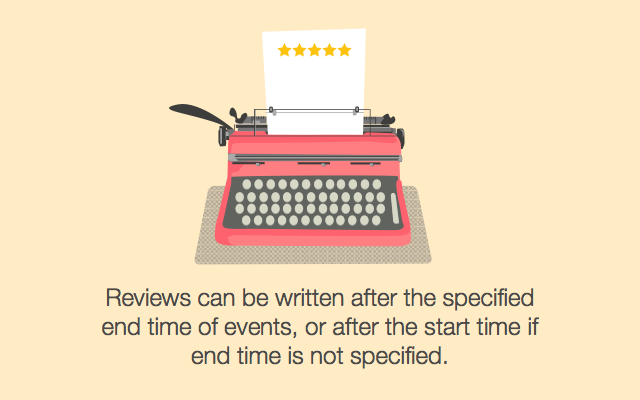 Reviews can be written after the specified
end time of events, or after the start time if
end time is not specified.